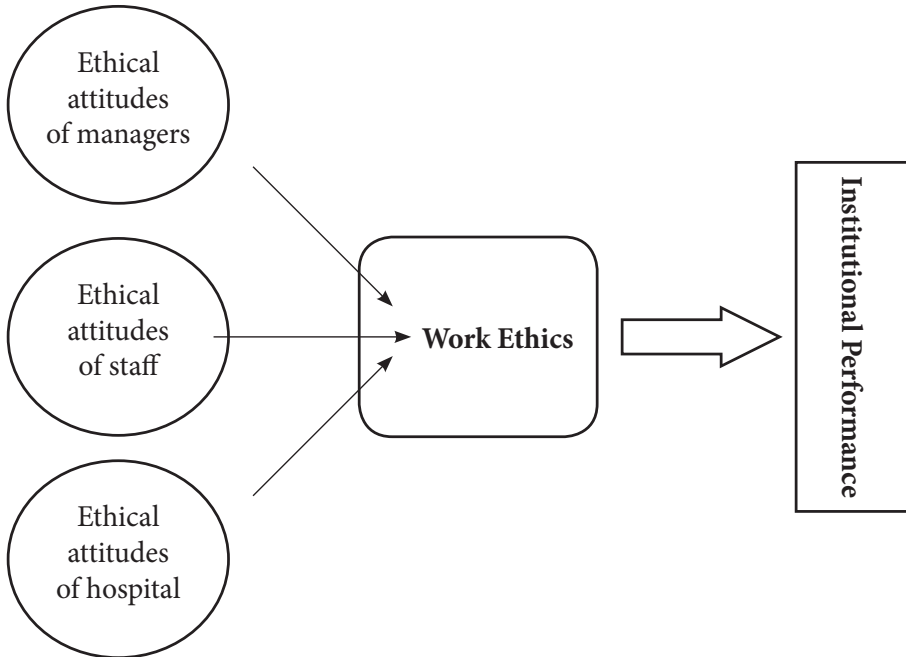 Ethical
attitudes
of managers
Ethical
attitudes
of staff
Ethical
attitudes
of hospital
Work Ethics
Institutional Performance